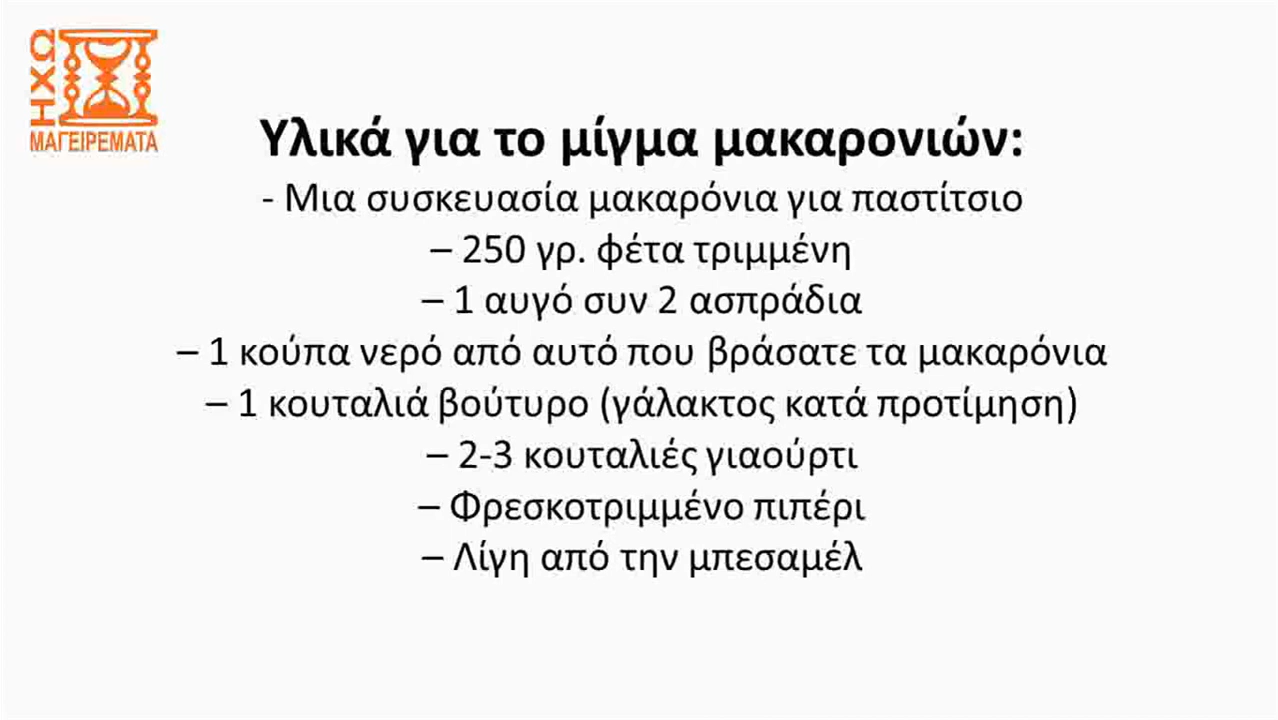 ΗΧΩ
ΜΑΓΕΙΡΕΜΑΤΑ
Υλικά για το μίγμα μακαρονιών:
- Μια συσκευασία μακαρόνια για παστίτσιο
– 250 γρ. φέτα τριμμένη
– 1 αυγό συν 2 ασπράδια
– 1 κούπα νερό από αυτό που βράσατε τα μακαρόνια
– 1 κουταλιά βούτυρο (γάλακτος κατά προτίμηση)
– 2-3 κουταλιές γιαούρτι
– Φρεσκοτριμμένο πιπέρι
– Λίγη από την μπεσαμέλ